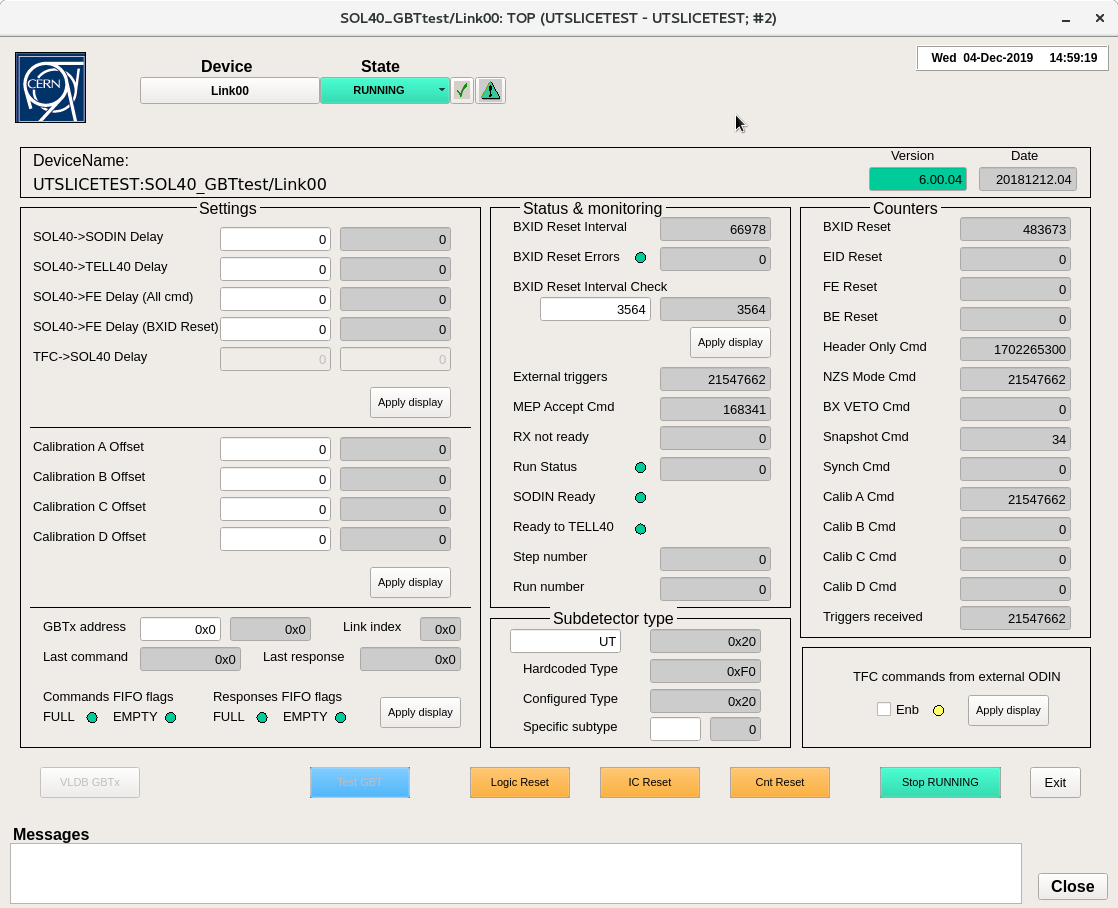 SOL40_GBTtest/Link00: TOP (UTSLICETEST - UTSLICETEST; #2)
CERN
Device State
Link00 RUNNING
Wed 04-Dec-2019 14:59:19
DeviceName:
UTSLICETEST:SOL40_GBTtest/Link00
Version Date
6.00.04 20181212.04
Settings
SOL40->SODIN Delay 0 0
SOL40->TELL40 Delay 0 0
SOL40->FE Delay (All cmd) 0 0
SOL40->FE Delay (BXID Reset) 0 0
TFC->SOL40 Delay 0 0
Apply display
Calibration A Offset 0 0
Calibration B Offset 0 0
Calibration C Offset 0 0
Calibration D Offset 0 0
Apply display
GBTx address 0x0 0x0 Link index 0x0
Last command 0x0 Last response 0x0
Commands FIFO flags Responses FIFO flags
FULL EMPTY FULL EMPTY Apply display
Status & monitoring
BXID Reset Interval 66978
BXID Reset Errors 0
BXID Reset Interval Check
3564 3564
Apply display
External triggers 21547662
MEP Accept Cmd 168341
RX not ready 0
Run Status 0
SODIN Ready
Ready to TELL40
Step number 0
Run number 0
Subdetector type
UT 0x20
Hardcoded Type 0xF0
Configured Type 0x20
Specific subtype 0
Counters
BXID Reset 483673
EID Reset 0
FE Reset 0
BE Reset 0
Header Only Cmd 1702265300
NZS Mode Cmd 21547662
BX VETO Cmd 0
Snapshot Cmd 34
Synch Cmd 0
Calib A Cmd 21547662
Calib B Cmd 0
Calib C Cmd 0
Calib D Cmd 0
Triggers received 21547662
TFC commands from external ODIN
Enb Apply display
VLDB GBTx Test GBT Logic Reset IC Reset Cnt Reset Stop RUNNING Exit
Messages
Close